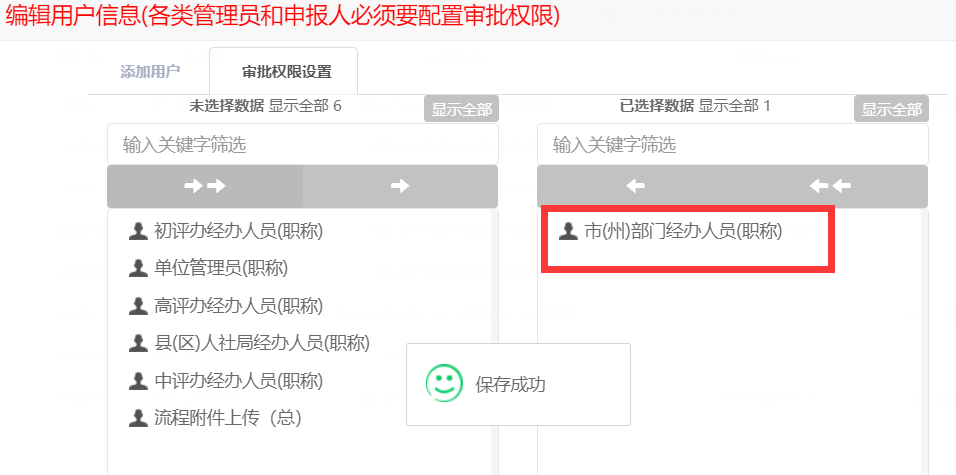 编辑用户信息(各类管理员和申报人必须要配置审批权限)
添加用户 审批权限设置
未选择数据 显示全部 6 显示全部
输入关键字筛选
初评办经办人员(职称)
单位管理员(职称)
高评办经办人员(职称)
县(区)人社局经办人员(职称)
中评办经办人员(职称)
流程附件上传（总）
已选择数据 显示全部 1 显示全部
输入关键字筛选
市(州)部门经办人员(职称)
保存成功